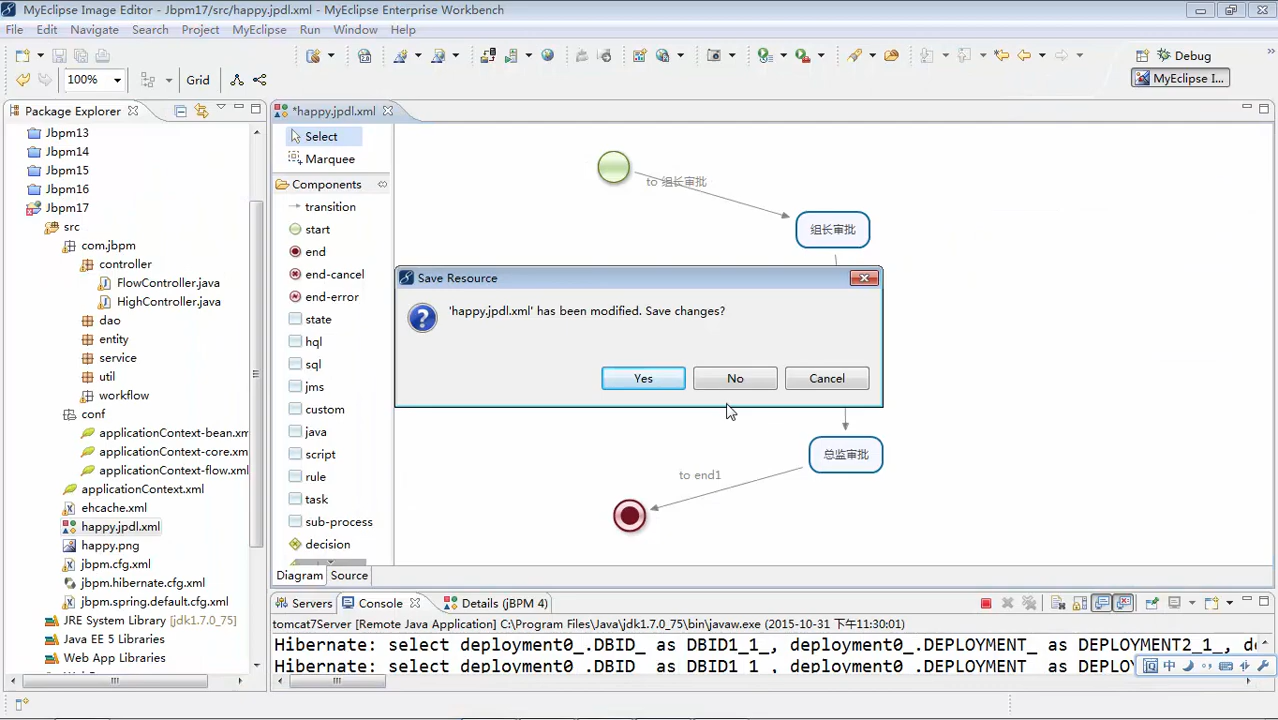 MyEclipse Image Editor - Jbpm17/src/happy.jpdl.xml - MyEclipse Enterprise Workbench
File Edit Navigate Search Project MyEclipse Run Window Help
Debug
100% Grid MyEclipse I...
Package Explorer
*happy.jpdl.xml
Jbpm13
Jbpm14
Jbpm15
Jbpm16
Jbpm17
src
com.jbpm
controller
FlowController.java
HighController.java
dao
entity
service
util
workflow
conf
applicationContext-bean.xm
applicationContext-core.xm
applicationContext-flow.xml
applicationContext.xml
ehcache.xml
happy.jpdl.xml
happy.png
jbpm.cfg.xml
jbpm.hibernate.cfg.xml
jbpm.spring.default.cfg.xml
JRE System Library [jdk1.7.0_75]
Java EE 5 Libraries
Web App Libraries
Select
Marquee
Components
transition
start
end
end-cancel
end-error
state
hql
sql
jms
custom
java
script
rule
task
sub-process
decision
to 组长审批
组长审批
Save Resource
'happy.jpdl.xml' has been modified. Save changes?
Yes No Cancel
总监审批
to end1
Diagram Source
Servers Console Details (JBPM 4)
tomcat7Server [Remote Java Application] C:\Program Files\Java\jdk1.7.0_75\bin\javaw.exe (2015-10-31 下午11:30:01)
Hibernate: select deployment0_.DBID_ as DBID1_1_, deployment0_.DEPLOYMENT_ as DEPLOYMENT2_1_, de
Hibernate: select deployment0_.DBID_ as DBID1_1_, deployment0_.DEPLOYMENT_ as DEPLO
中